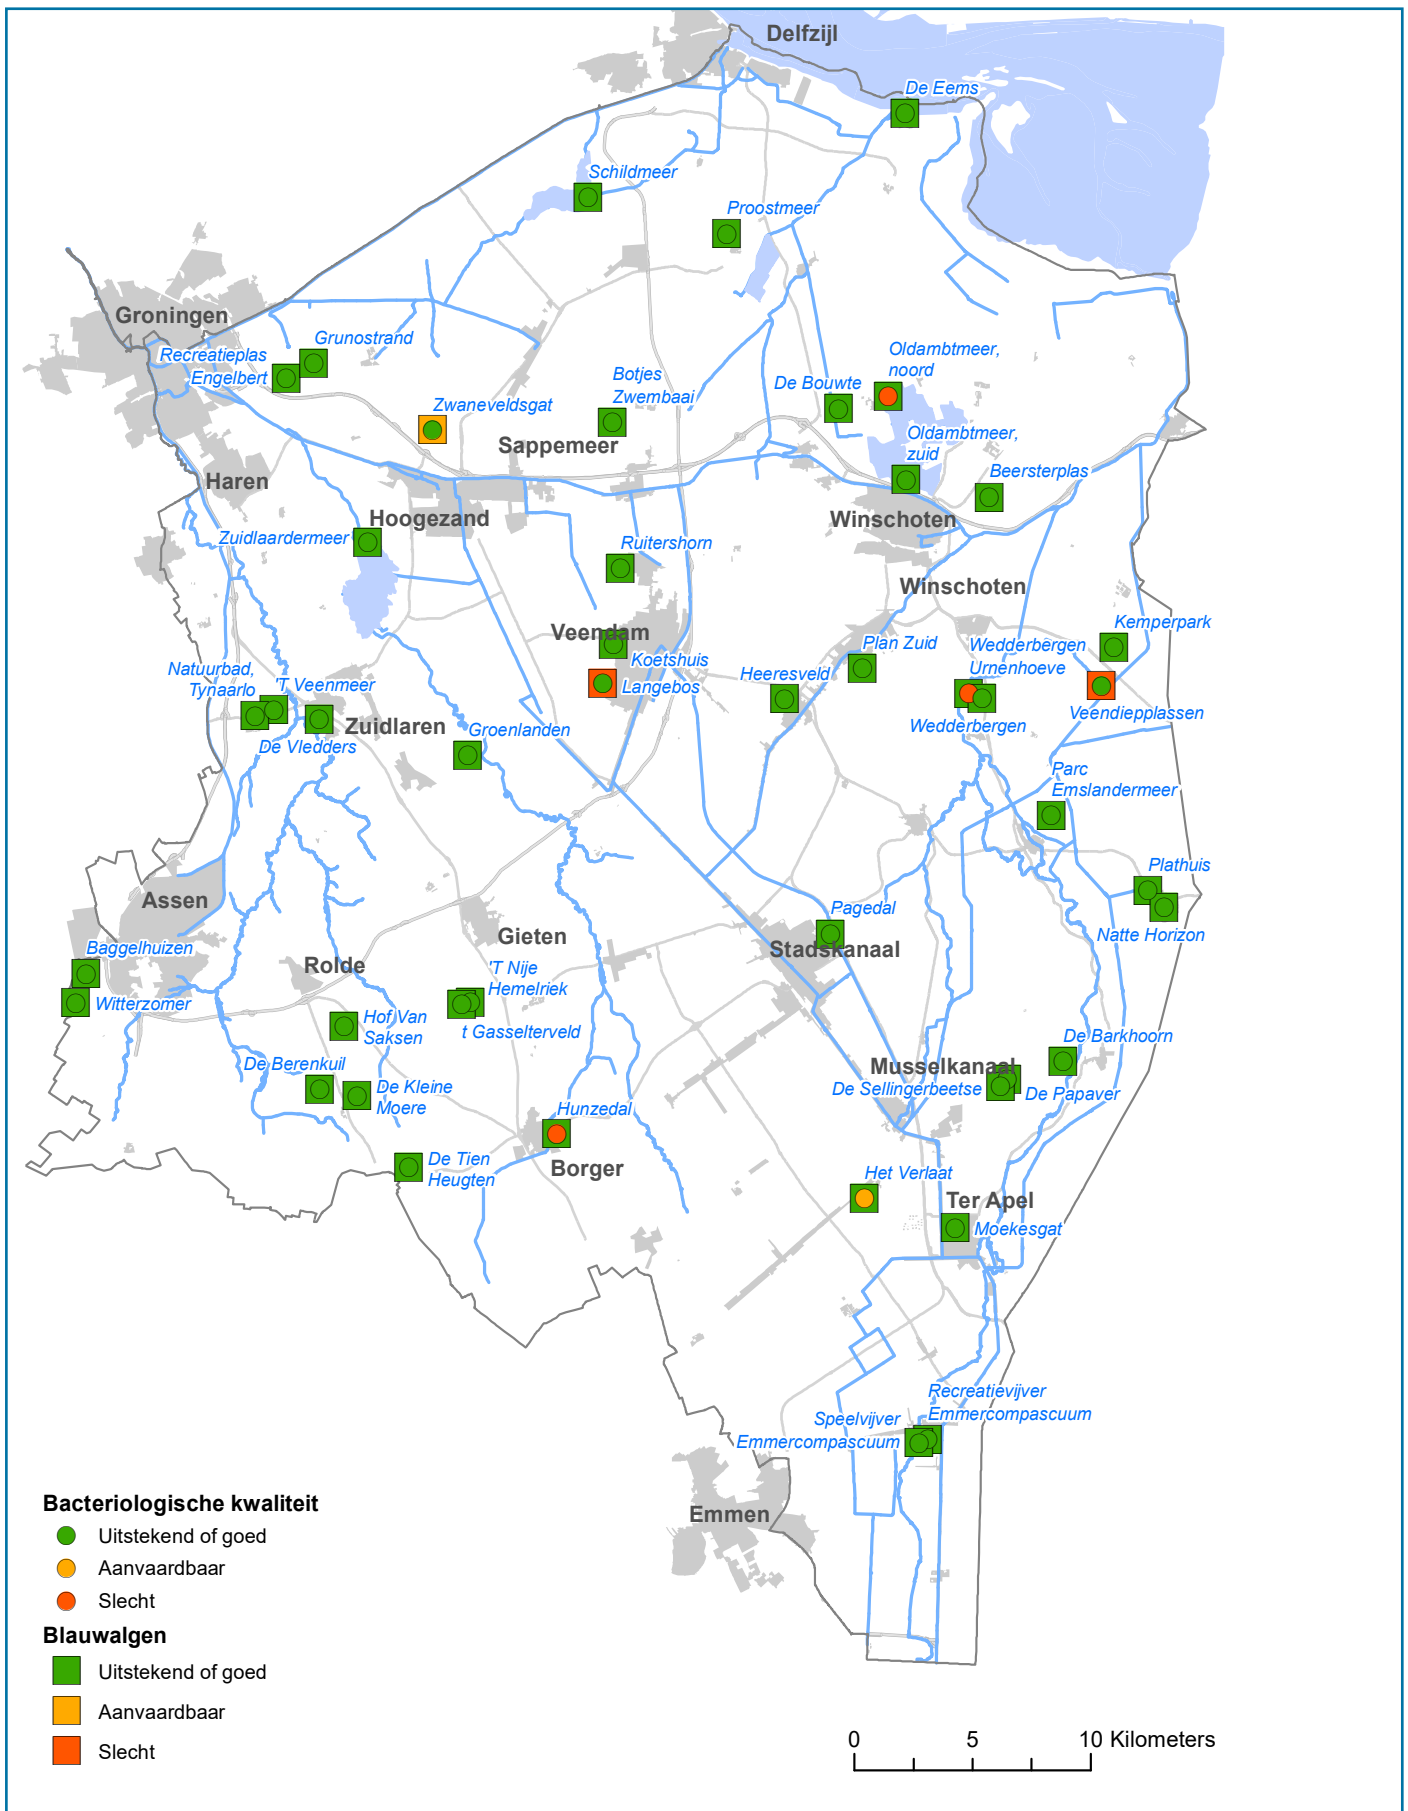 Delfzijl
De Eems
Schildmeer
Proostmeer
Groningen
Grunostrand
Recreatieplas
Engelbert
Oldambtmeer,
noord
Botjes
Zwembaai
De Bouwte
Zwaneveldsgat
Sappemeer
Oldambtmeer,
zuid
Beersterplas
Haren
Hoogezand
Winschoten
Zuidlaardermeer
Ruitershorn
Winschoten
Kemperpark
Veendam
Plan Zuid
Wedderbergen
Urnenhoeve
Koetshuis
Langebos
Heeresveld
Natuurbad,
Tynaarlo
'T Veenmeer
Veendiepplassen
Zuidlaren
Groenlanden
Wedderbergen
De Vledders
Parc
Emslandermeer
Plathuis
Assen
Pagedal
Natte Horizon
Gieten
Stadskanaal
Baggelhuizen
Rolde
'T Nije
Hemelriek
Witterzomer
Hof Van
Saksen
t Gasselterveld
De Barkhoorn
De Berenkuil
Musselkanaal
De Kleine
Moere
De Sellingerbeetse
De Papaver
Hunzedal
De Tien
Heugten
Borger
Het Verlaat
Ter Apel
Moekesgat
Recreatievijver
Emmercompascuum
Speelvijver
Emmercompascuum
Emmen
Bacteriologische kwaliteit
Uitstekend of goed
Aanvaardbaar
Slecht
Blauwalgen
Uitstekend of goed
Aanvaardbaar
Slecht
0 5 10 Kilometers